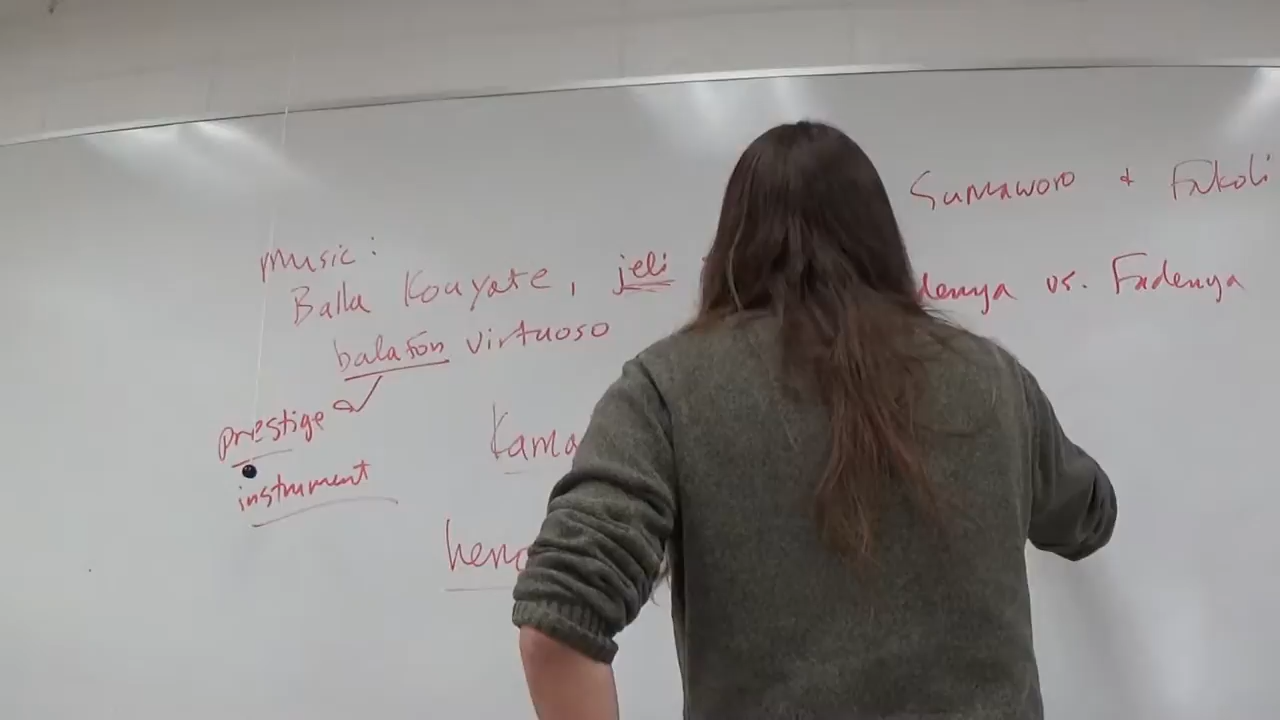 Sumaworo + Fakoli
music:
Balla Kouyate, jeli
denya vs. Fadenya
balafon virtuoso
prestige
instrument